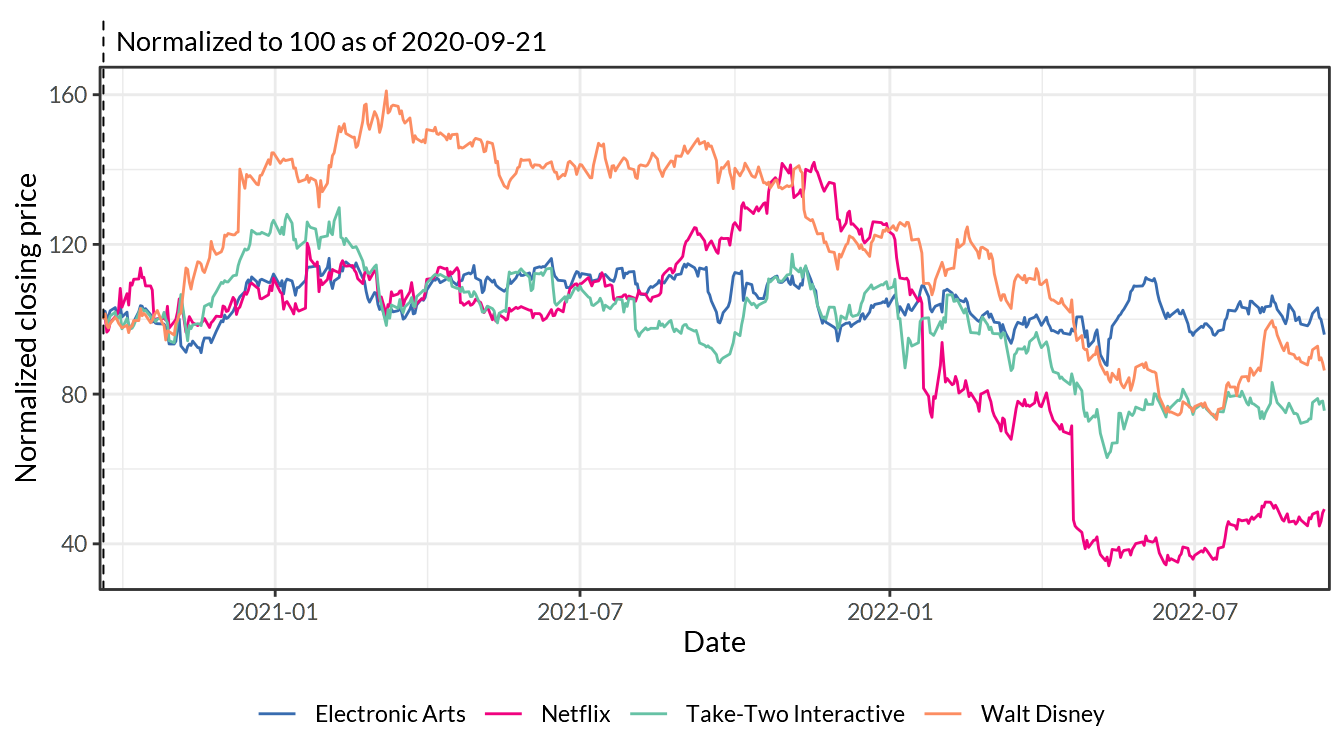 Normalized to 100 as of 2020-09-21
Normalized closing price
160
120
80
40
2021-01
2021-07
2022-01
2022-07
Date
Electronic Arts
Netflix
Take-Two Interactive
Walt Disney